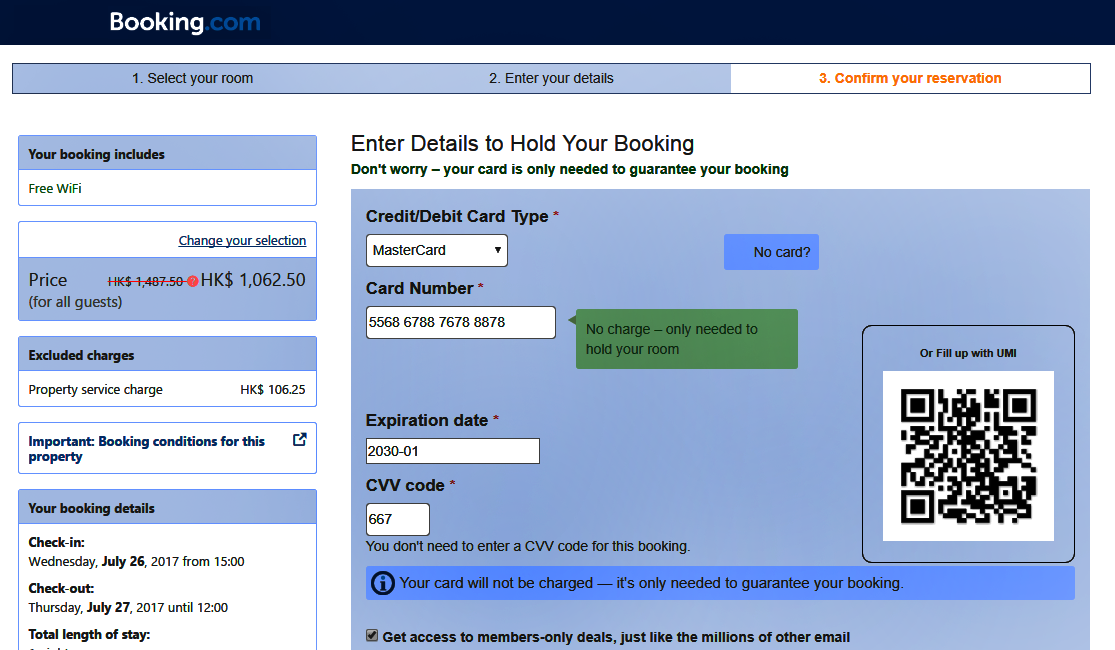 Booking.com
1. Select your room
2. Enter your details
3. Confirm your reservation
Your booking includes
Free WiFi
Change your selection
Price HK$ 1,487.50 ? HK$ 1,062.50
(for all guests)
Excluded charges
Property service charge HK$ 106.25
Important: Booking conditions for this
property
Your booking details
Check-in:
Wednesday, July 26, 2017 from 15:00
Check-out:
Thursday, July 27, 2017 until 12:00
Total length of stay:
Enter Details to Hold Your Booking
Don't worry – your card is only needed to guarantee your booking
Credit/Debit Card Type *
MasterCard
No card?
Card Number *
5568 6788 7678 8878
No charge – only needed to
hold your room
Or Fill up with UMI
Expiration date *
2030-01
CVV code *
667
You don't need to enter a CVV code for this booking.
Your card will not be charged — it's only needed to guarantee your booking.
Get access to members-only deals, just like the millions of other email